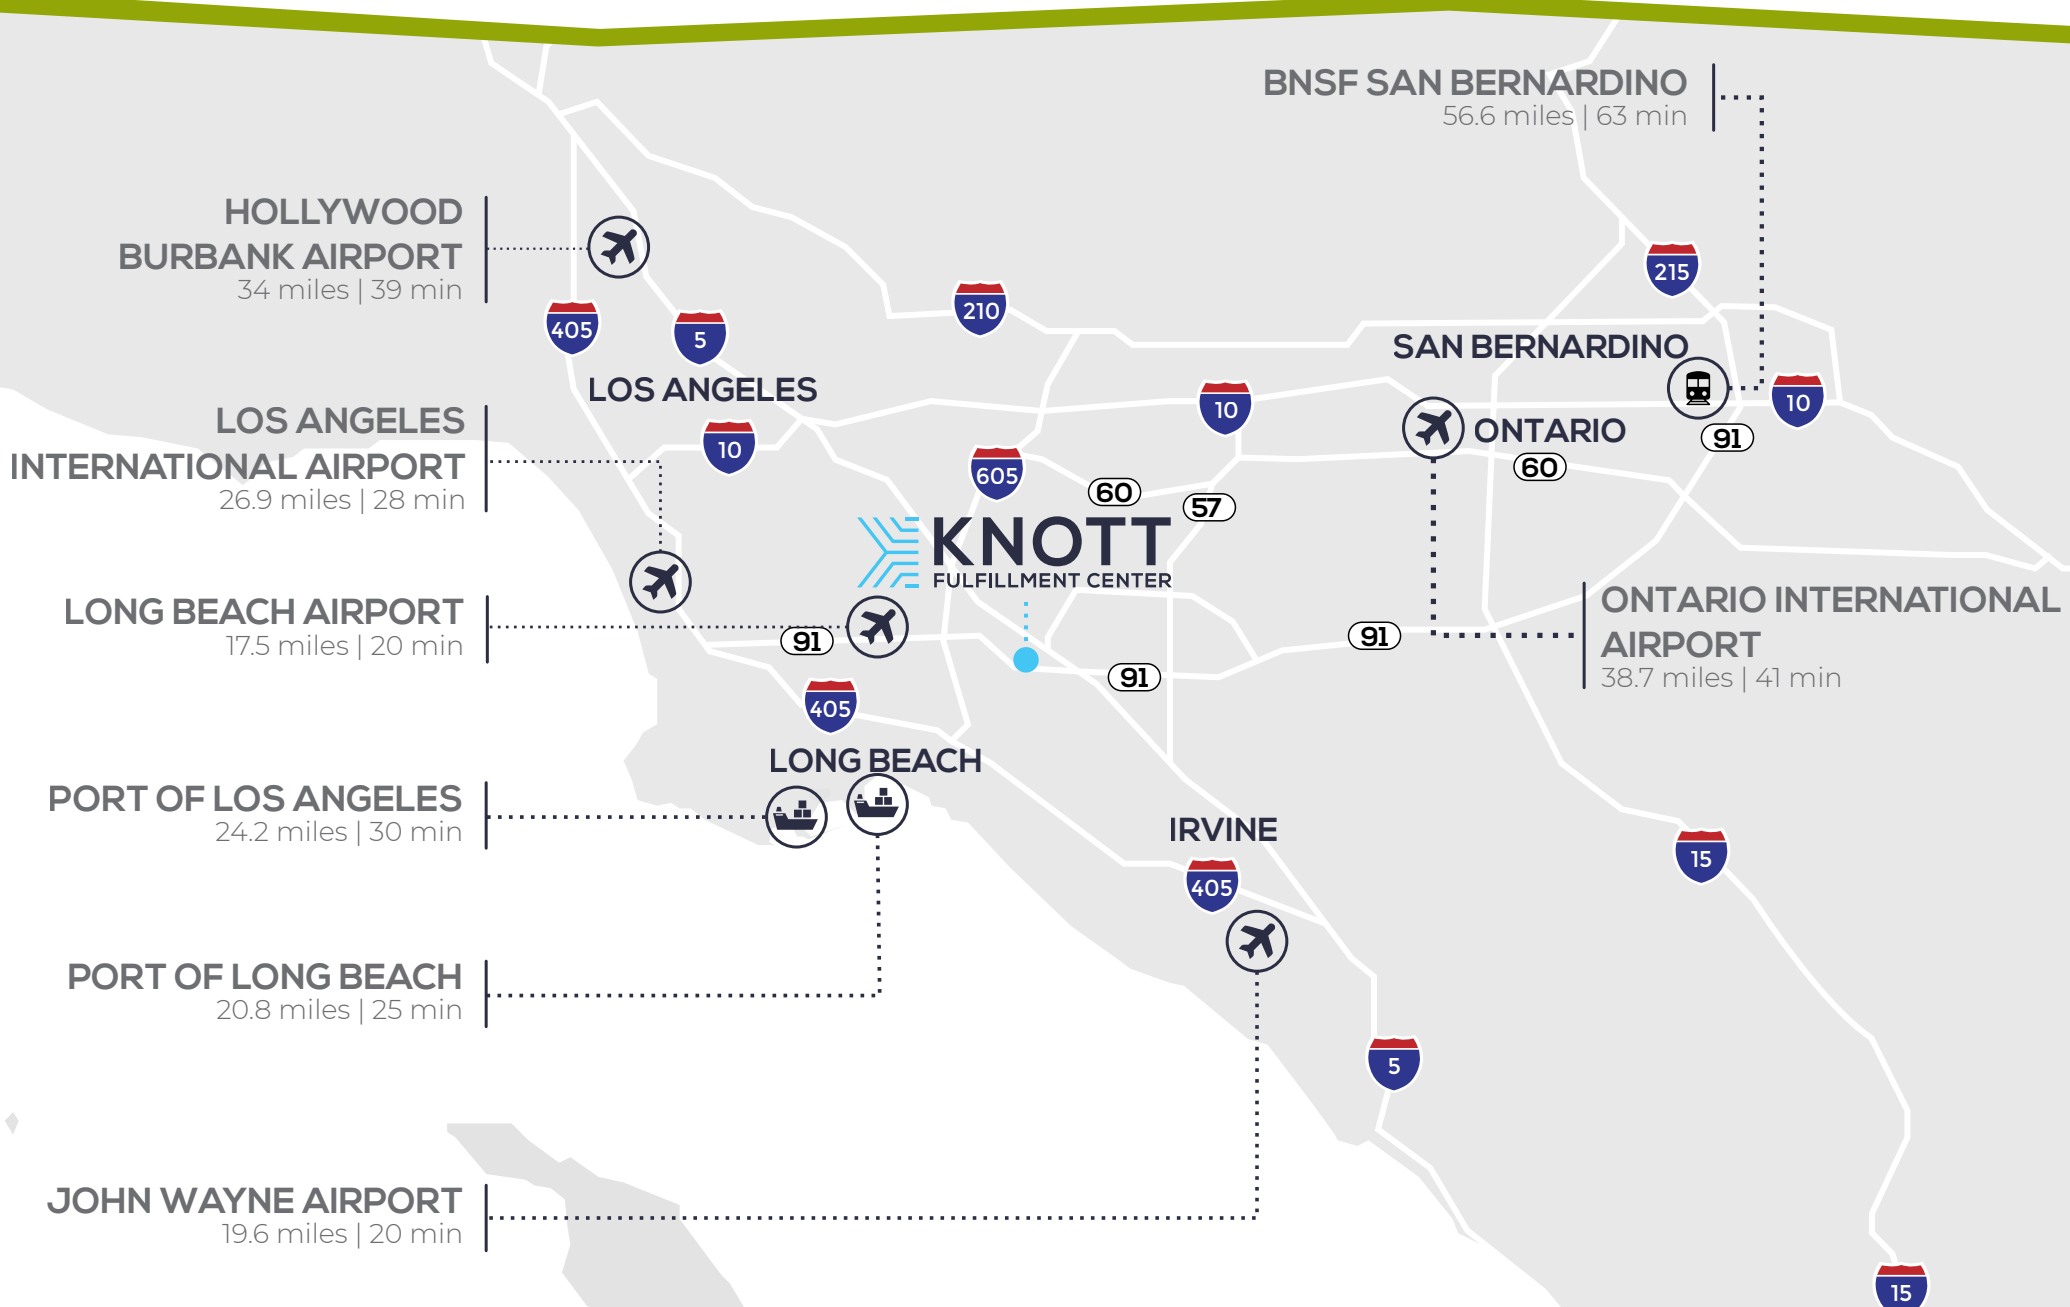 BNSF SAN BERNARDINO
56.6 miles | 63 min
HOLLYWOOD
BURBANK AIRPORT
34 miles | 39 min
215
405
5
210
SAN BERNARDINO
LOS ANGELES
10
10
LOS ANGELES
INTERNATIONAL AIRPORT
26.9 miles | 28 min
10
ONTARIO
91
605
60
60
57
KNOTT
FULFILLMENT CENTER
LONG BEACH AIRPORT
17.5 miles | 20 min
91
91
91
ONTARIO INTERNATIONAL
AIRPORT
38.7 miles | 41 min
405
LONG BEACH
PORT OF LOS ANGELES
24.2 miles | 30 min
IRVINE
405
15
PORT OF LONG BEACH
20.8 miles | 25 min
5
JOHN WAYNE AIRPORT
19.6 miles | 20 min
15